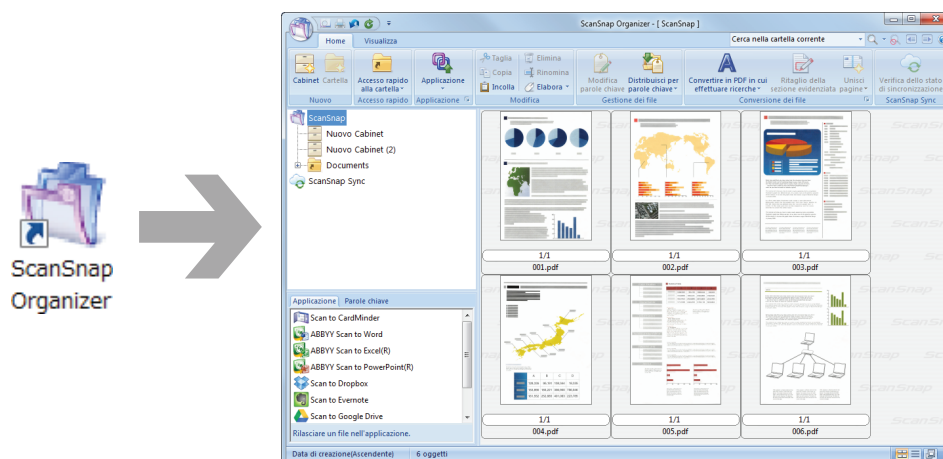 ScanSnap
Organizer
ScanSnap Organizer - [ ScanSnap ]
Home
Visualizza
Cerca nella cartella corrente
Cabinet
Cartella
Accesso rapido
alla cartella
Applicazione
Taglia
Copia
Incolla
Elimina
Rinomina
Elabora
Modifica
parole chiave
Distribuisci per
parole chiave
Convertire in PDF in cui
effettuare ricerche
Ritaglio della
sezione evidenziata
Unisci
pagine
Verifica dello stato
di sincronizzazione
Nuovo
Accesso rapido
Applicazione
Modifica
Gestione dei file
Conversione dei file
ScanSnap Sync
ScanSnap
Nuovo Cabinet
Nuovo Cabinet (2)
Documents
ScanSnap Sync
Applicazione
Parole chiave
Scan to CardMinder
ABBYY Scan to Word
ABBYY Scan to Excel(R)
ABBYY Scan to PowerPoint(R)
Scan to Dropbox
Scan to Evernote
Scan to Google Drive
Rilasciare un file nell'applicazione.
1/1
001.pdf
1/1
002.pdf
1/1
003.pdf
1/1
004.pdf
1/1
005.pdf
1/1
006.pdf
Data di creazione(Ascendente)
6 oggetti